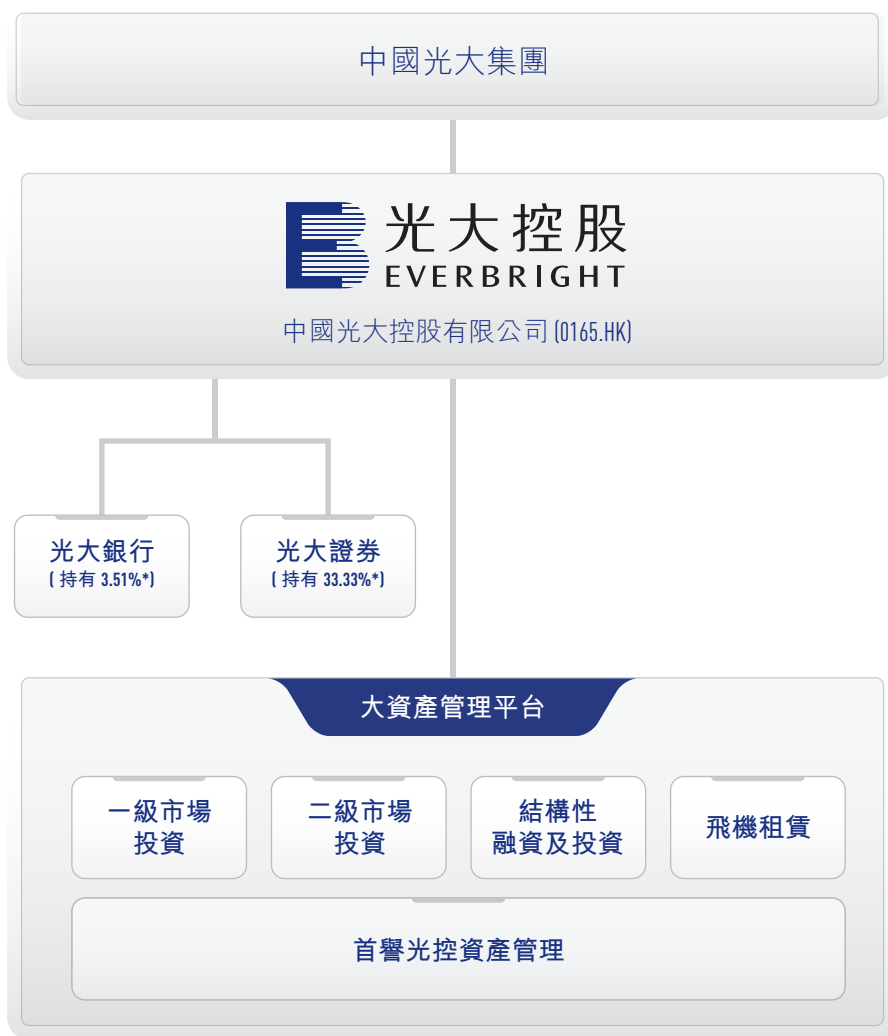 中國光大集團
光大控股
EVERBRIGHT
中國光大控股有限公司 (0165.HK)
光大銀行
( 持有 3.51%*)
光大證券
( 持有 33.33%*)
大資產管理平台
一級市場
投資
二級市場
投資
結構性
融資及投資
飛機租賃
首譽光控資產管理